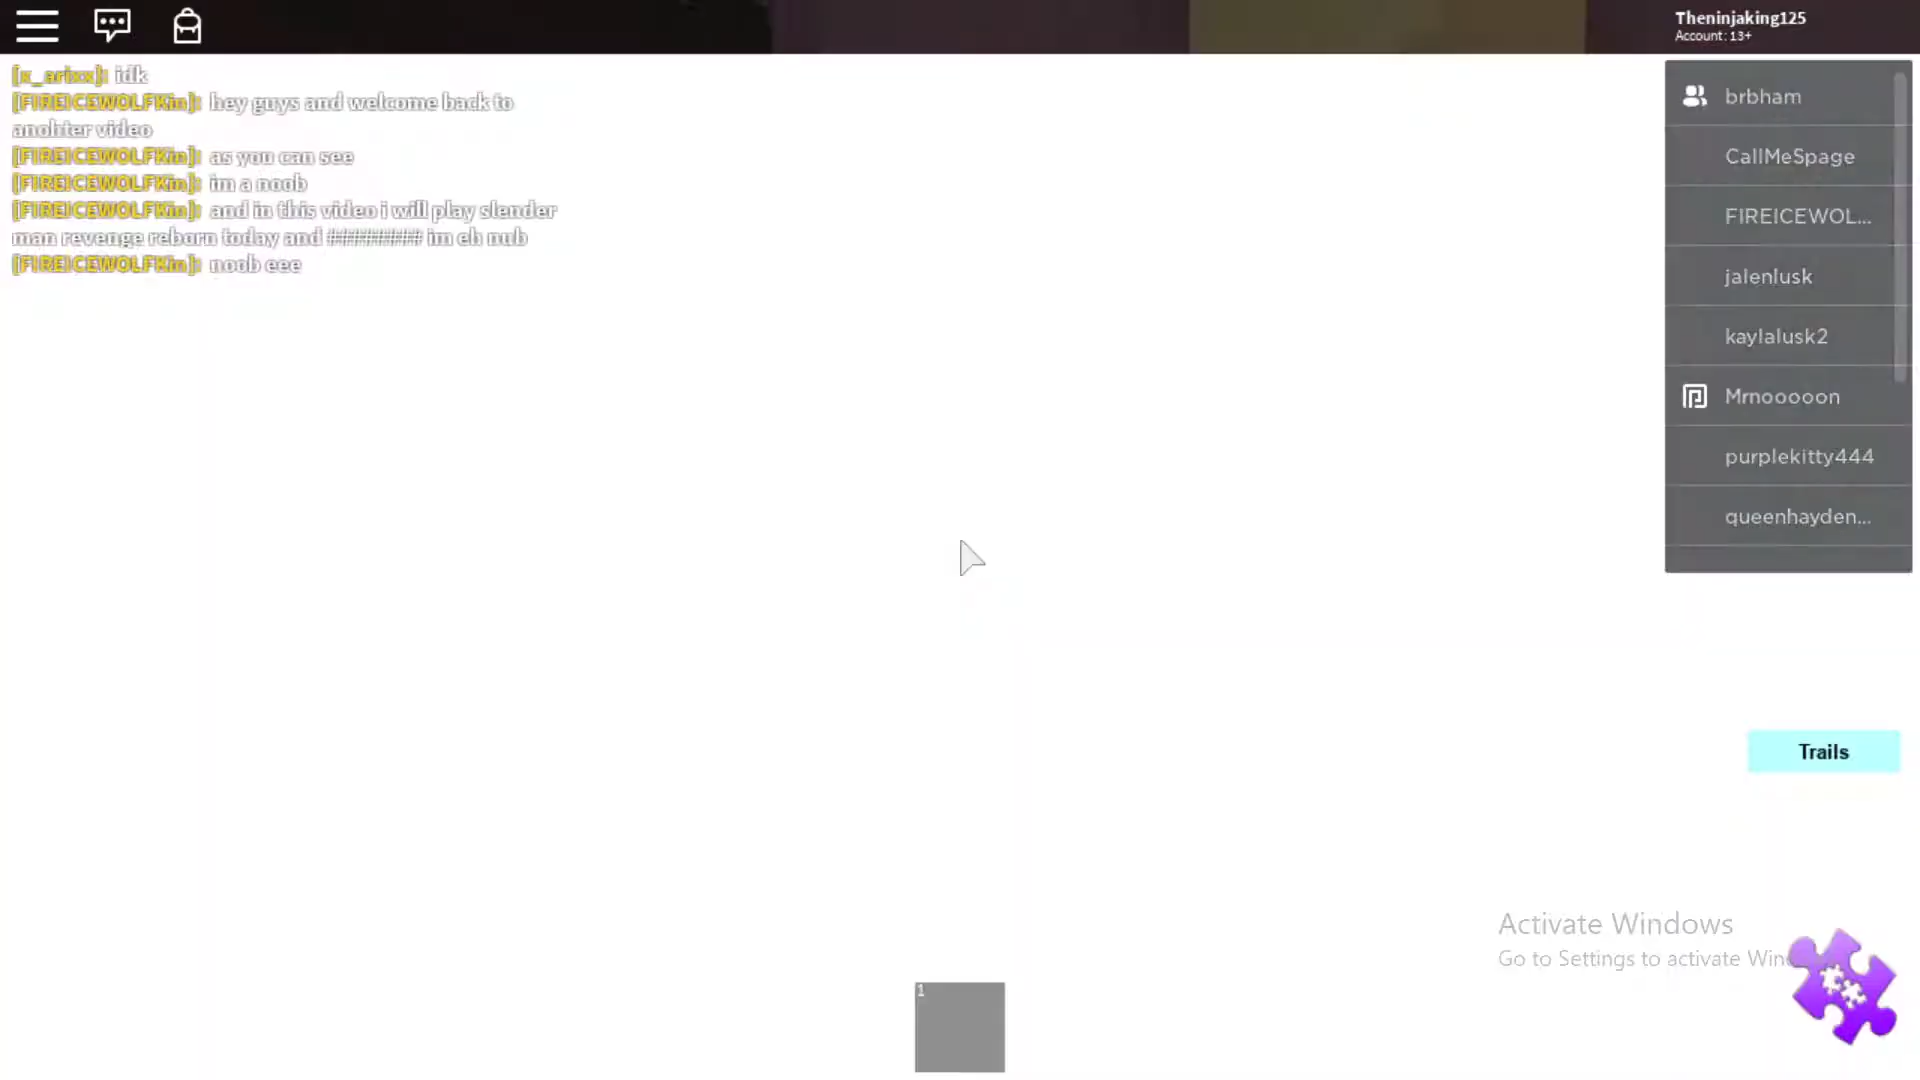 Theninjaking125
Account: 13+
[x_arixx]: idk
[FIREICEWOLFKin]: hey guys and welcome back to
anohter video
[FIREICEWOLFKin]: as you can see
[FIREICEWOLFKin]: im a noob
[FIREICEWOLFKin]: and in this video i will play slender
man revenge reborn today and ######## im eh nub
[FIREICEWOLFKin]: noob eee
brbham
CallMeSpage
FIREICEWOL...
jalenlusk
kaylalusk2
Mrnooooon
purplekitty444
queenhayden...
Trails
Activate Windows
Go to Settings to activate Win
1